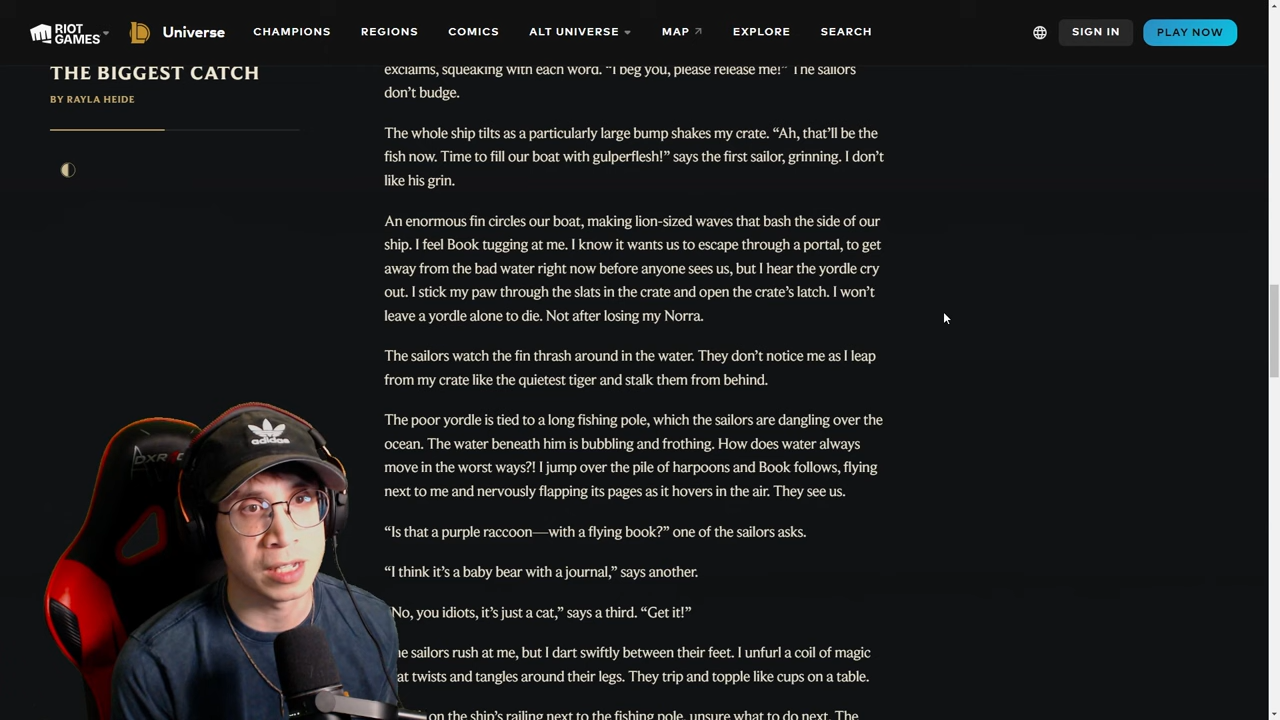 RIOT GAMES
Universe
CHAMPIONS
REGIONS
COMICS
ALT UNIVERSE
MAP
EXPLORE
SEARCH
SIGN IN
PLAY NOW
THE BIGGEST CATCH
BY RAYLA HEIDE
exclaims, squeaking with each word. “I beg you, please release me!” The sailors
don’t budge.
The whole ship tilts as a particularly large bump shakes my crate. “Ah, that’ll be the
fish now. Time to fill our boat with gulperflesh!” says the first sailor, grinning. I don’t
like his grin.
An enormous fin circles our boat, making lion-sized waves that bash the side of our
ship. I feel Book tugging at me. I know it wants us to escape through a portal, to get
away from the bad water right now before anyone sees us, but I hear the yordle cry
out. I stick my paw through the slats in the crate and open the crate’s latch. I won’t
leave a yordle alone to die. Not after losing my Norra.
The sailors watch the fin thrash around in the water. They don’t notice me as I leap
from my crate like the quietest tiger and stalk them from behind.
The poor yordle is tied to a long fishing pole, which the sailors are dangling over the
ocean. The water beneath him is bubbling and frothing. How does water always
move in the worst ways?! I jump over the pile of harpoons and Book follows, flying
next to me and nervously flapping its pages as it hovers in the air. They see us.
“Is that a purple raccoon—with a flying book?” one of the sailors asks.
“I think it’s a baby bear with a journal,” says another.
No, you idiots, it’s just a cat,” says a third. “Get it!”
sailors rush at me, but I dart swiftly between their feet. I unfurl a coil of magic
twists and tangles around their legs. They trip and topple like cups on a table.
on the ship’s railing next to the fishing pole, unsure what to do next. The
adidas